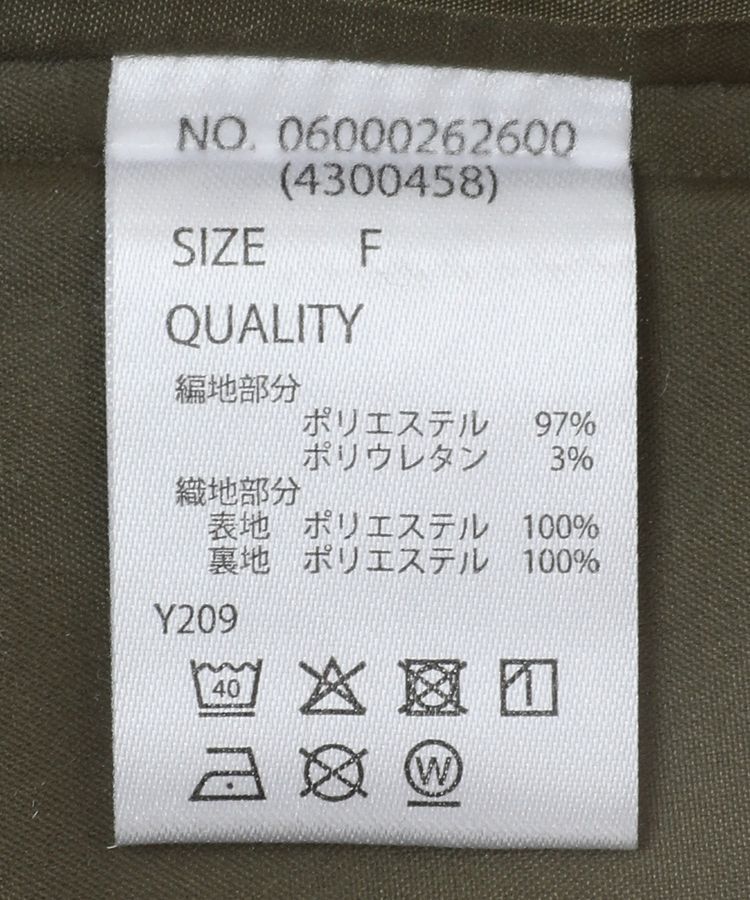 NO. 06000262600
(4300458)
SIZE F
QUALITY
編地部分
ポリエステル 97%
ポリウレタン 3%
織地部分
表地 ポリエステル 100%
裏地 ポリエステル 100%
Y209
40
W